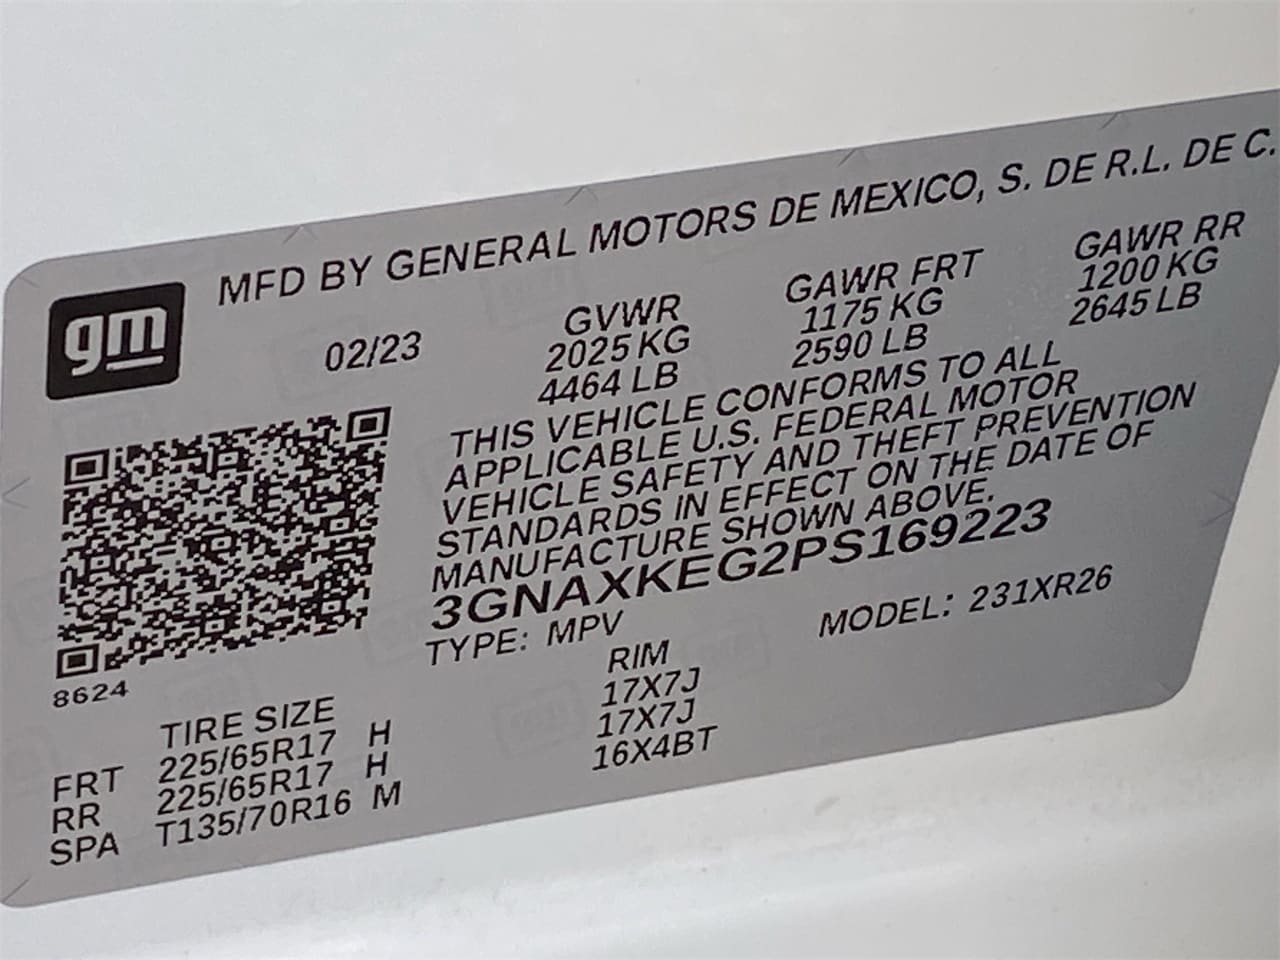 gm
MFD BY GENERAL MOTORS DE MEXICO, S. DE R.L. DE C.
02/23
GVWR GAWR FRT GAWR RR
2025 KG 1175 KG 1200 KG
4464 LB 2590 LB 2645 LB
THIS VEHICLE CONFORMS TO ALL
APPLICABLE U.S. FEDERAL MOTOR
VEHICLE SAFETY AND THEFT PREVENTION
STANDARDS IN EFFECT ON THE DATE OF
MANUFACTURE SHOWN ABOVE.
3GNAXKEG2PS169223
TYPE: MPV MODEL: 231XR26
8624
TIRE SIZE RIM
FRT 225/65R17 H 17X7J
RR 225/65R17 H 17X7J
SPA T135/70R16 M 16X4BT